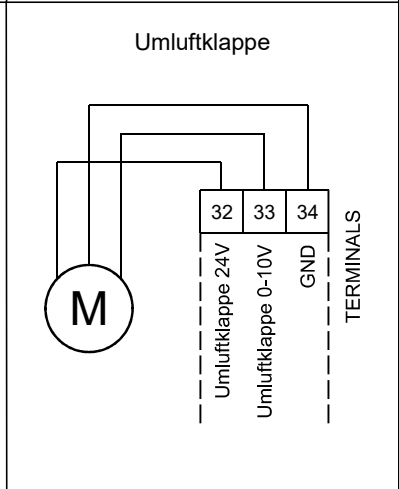 Umluftklappe
32 33 34
M
Umluftklappe 24V
Umluftklappe 0-10V
GND
TERMINALS